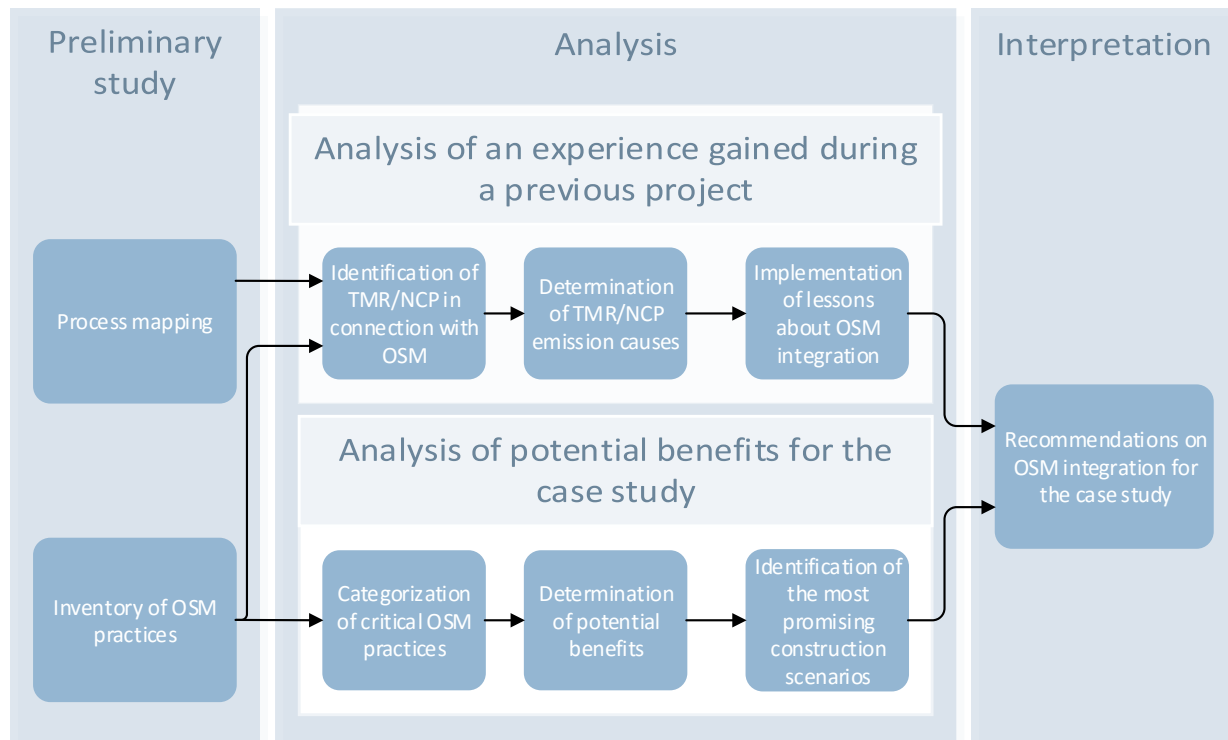 Preliminary
study
Analysis
Interpretation
Analysis of an experience gained during
a previous project
Process mapping
Identification of
TMR/NCP in
connection with
OSM
Determination
of TMR/NCP
emission causes
Implementation
of lessons
about OSM
integration
Analysis of potential benefits for the
case study
Recommendations on
OSM integration for
the case study
Inventory of OSM
practices
Categorization
of critical OSM
practices
Determination
of potential
benefits
Identification of
the most
promising
construction
scenarios